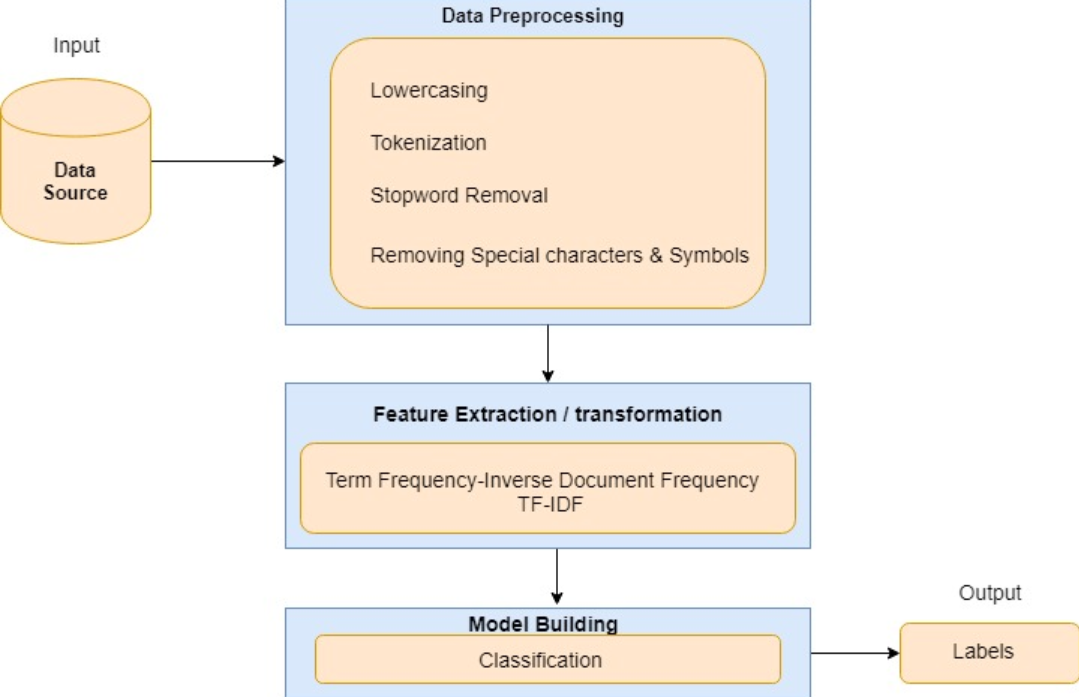 Data Preprocessing
Input
Lowercasing
Tokenization
Data
Source
Stopword Removal
Removing Special characters & Symbols
Feature Extraction / transformation
Term Frequency-Inverse Document Frequency
TF-IDF
Model Building
Classification
Output
Labels